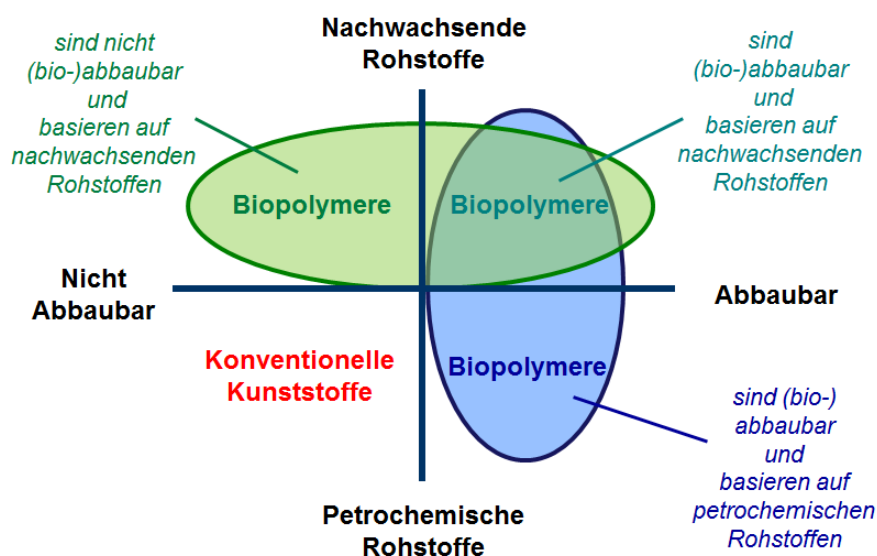 Nachwachsende
Rohstoffe
sind nicht
(bio-)abbaubar
und
basieren auf
nachwachsenden
Rohstoffen
sind
(bio-)abbaubar
und
basieren auf
nachwachsenden
Rohstoffen
Biopolymere
Biopolymere
Nicht
Abbaubar
Abbaubar
Konventionelle
Kunststoffe
Biopolymere
sind (bio-)
abbaubar
und
basieren auf
petrochemischen
Rohstoffen
Petrochemische
Rohstoffe